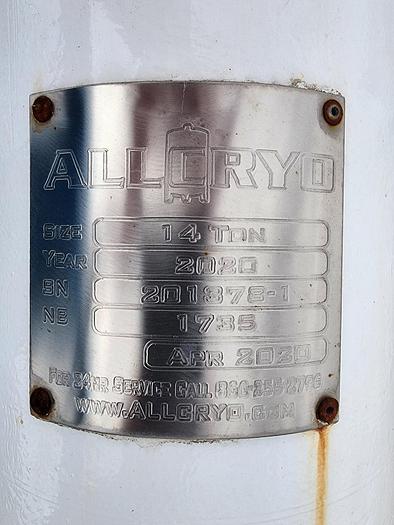 ALLCRYO
SIZE 14 TON
YEAR 2020
SN 201378-1
NB 1735
APR 2020
FOR 24HR SERVICE CALL
WWW.ALLCRYO.COM